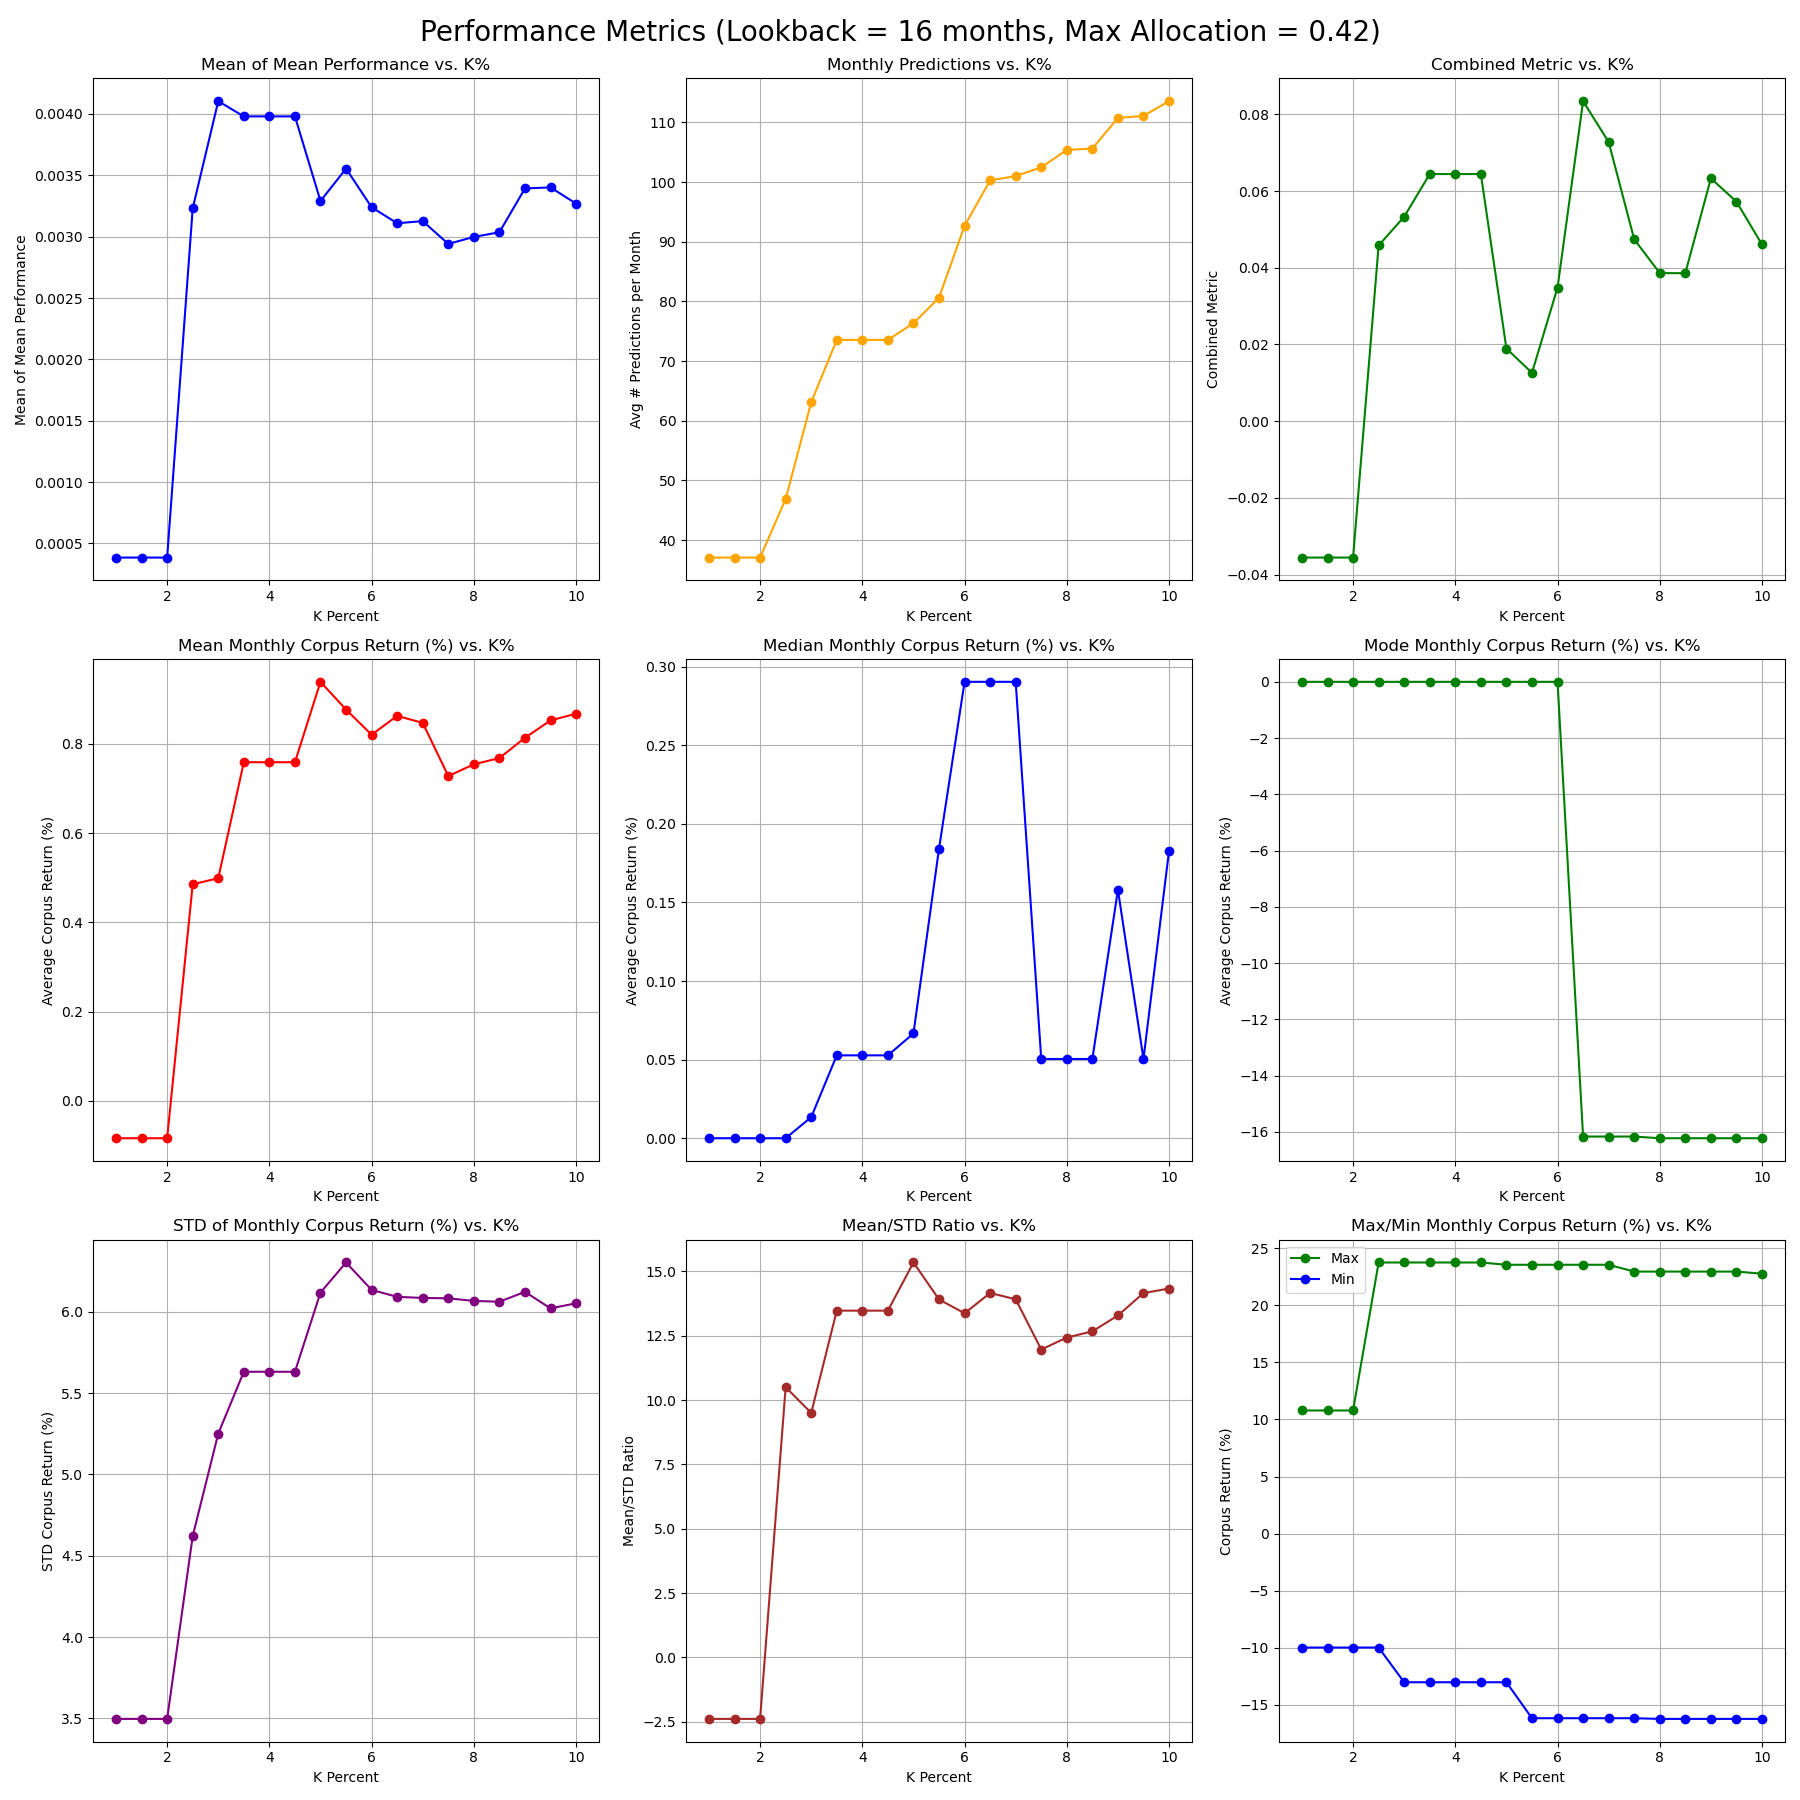 Performance Metrics (Lookback = 16 months, Max Allocation = 0.42)
Mean of Mean Performance vs. K%
Mean of Mean Performance
0.0040
0.0035
0.0030
0.0025
0.0020
0.0015
0.0010
0.0005
2 4 6 8 10
K Percent
Monthly Predictions vs. K%
Avg # Predictions per Month
110
100
90
80
70
60
50
40
2 4 6 8 10
K Percent
Combined Metric vs. K%
Combined Metric
0.08
0.06
0.04
0.02
0.00
−0.02
−0.04
2 4 6 8 10
K Percent
Mean Monthly Corpus Return (%) vs. K%
Average Corpus Return (%)
0.8
0.6
0.4
0.2
0.0
2 4 6 8 10
K Percent
Median Monthly Corpus Return (%) vs. K%
Average Corpus Return (%)
0.30
0.25
0.20
0.15
0.10
0.05
0.00
2 4 6 8 10
K Percent
Mode Monthly Corpus Return (%) vs. K%
Average Corpus Return (%)
0
−2
−4
−6
−8
−10
−12
−14
−16
2 4 6 8 10
K Percent
STD of Monthly Corpus Return (%) vs. K%
STD Corpus Return (%)
6.0
5.5
5.0
4.5
4.0
3.5
2 4 6 8 10
K Percent
Mean/STD Ratio vs. K%
Mean/STD Ratio
15.0
12.5
10.0
7.5
5.0
2.5
0.0
−2.5
2 4 6 8 10
K Percent
Max/Min Monthly Corpus Return (%) vs. K%
Corpus Return (%)
Max
Min
25
20
15
10
5
0
−5
−10
−15
2 4 6 8 10
K Percent